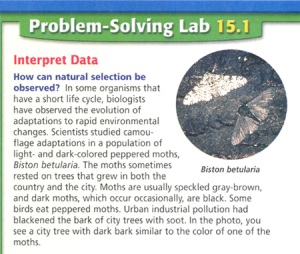 Problem-Solving Lab 15.1
Interpret Data
How can natural selection be
observed? In some organisms that
have a short life cycle, biologists
have observed the evolution of
adaptations to rapid environmental
changes. Scientists studied camou-
flage adaptations in a population of
light- and dark-colored peppered moths,
Biston betularia. The moths sometimes
rested on trees that grew in both the
country and the city. Moths are usually speckled gray-brown,
and dark moths, which occur occasionally, are black. Some
birds eat peppered moths. Urban industrial pollution had
blackened the bark of city trees with soot. In the photo, you
see a city tree with dark bark similar to the color of one of the
moths.
Biston betularia